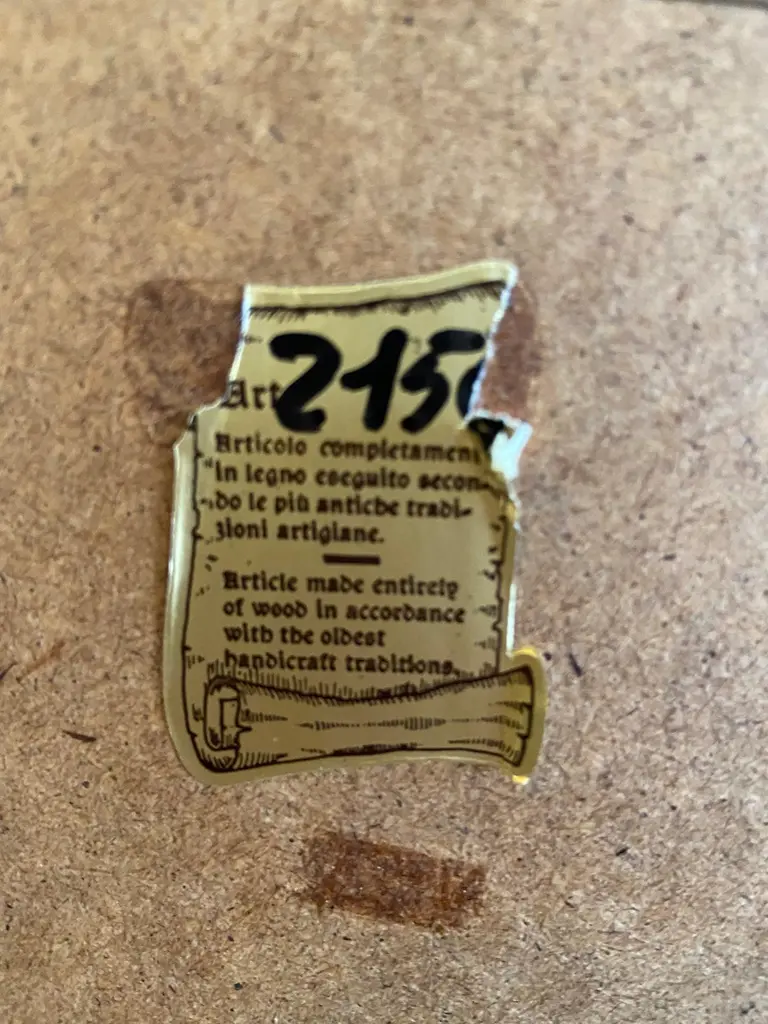 Art 215
Articolo completament
in legno eseguito secon-
do le più antiche tradi-
zioni artigiane.
Article made entirely
of wood in accordance
with the oldest
handicraft traditions.